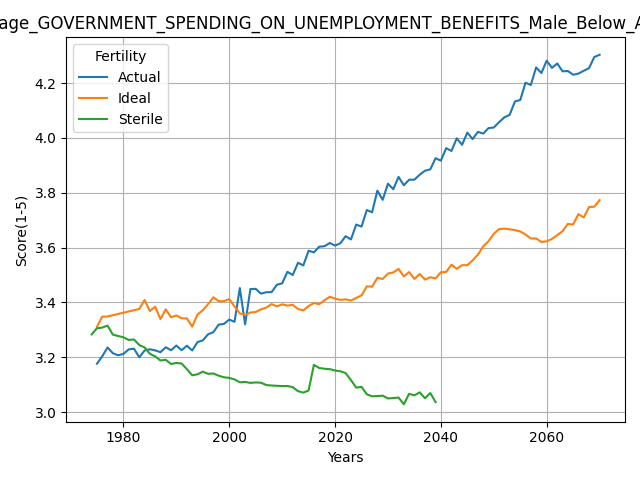 age_GOVERNMENT_SPENDING_ON_UNEMPLOYMENT_BENEFITS_Male_Below_A
Fertility
Actual
Ideal
Sterile
Score(1-5)
4.2
4.0
3.8
3.6
3.4
3.2
3.0
1980 2000 2020 2040 2060
Years